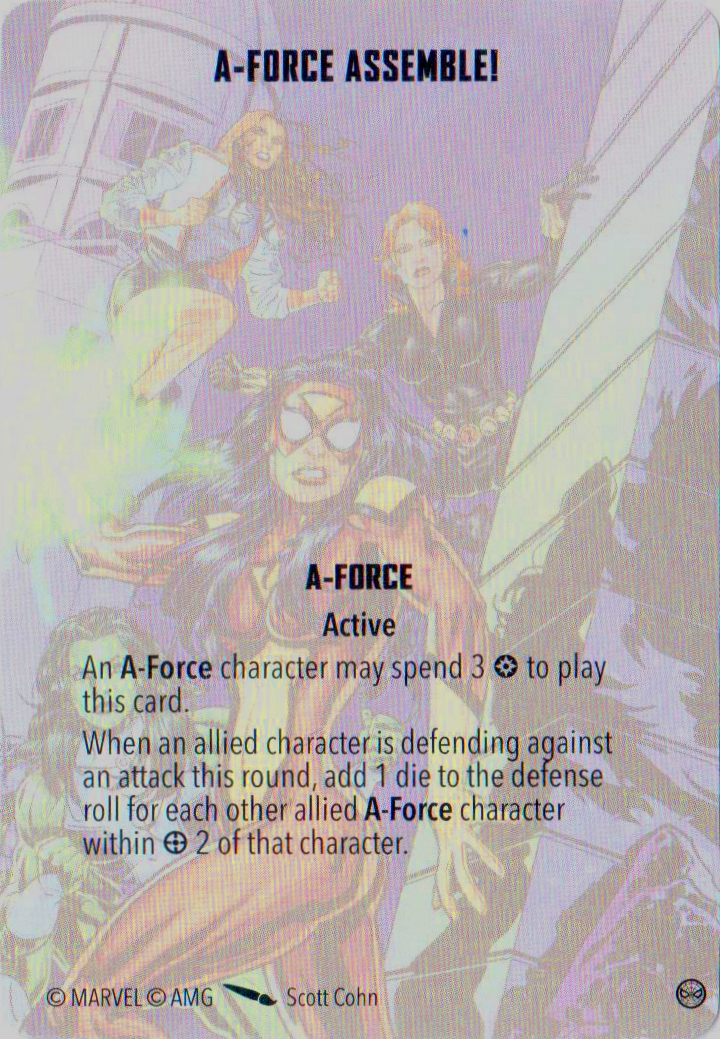 A-FORCE ASSEMBLE!
A-FORCE
Active
An A-Force character may spend 3 to play
this card.
When an allied character is defending against
an attack this round, add 1 die to the defense
roll for each other allied A-Force character
within 2 of that character.
© MARVEL © AMG Scott Cohn